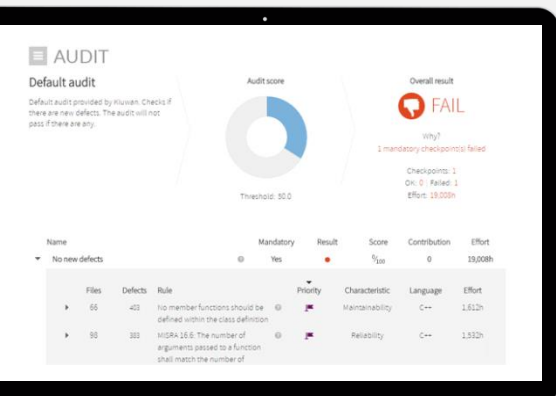 AUDIT
Default audit
Default audit provided by Kiuwan. Checks if
there are new defects. The audit will not
pass if there are any.
Audit score
Threshold: 50.0
Overall result
FAIL
Why?
1 mandatory checkpoint(s) failed
Checkpoints: 1
OK: 0 Failed: 1
Effort: 19,008h
Name Mandatory Result Score Contribution Effort
No new defects Yes 0/100 0 19,008h
Files Defects Rule Priority Characteristic Language Effort
66 403 No member functions should be Maintainability C++ 1,612h
defined within the class definition
98 383 MISRA 16.6: The number of Reliability C++ 1,532h
arguments passed to a function
shall match the number of